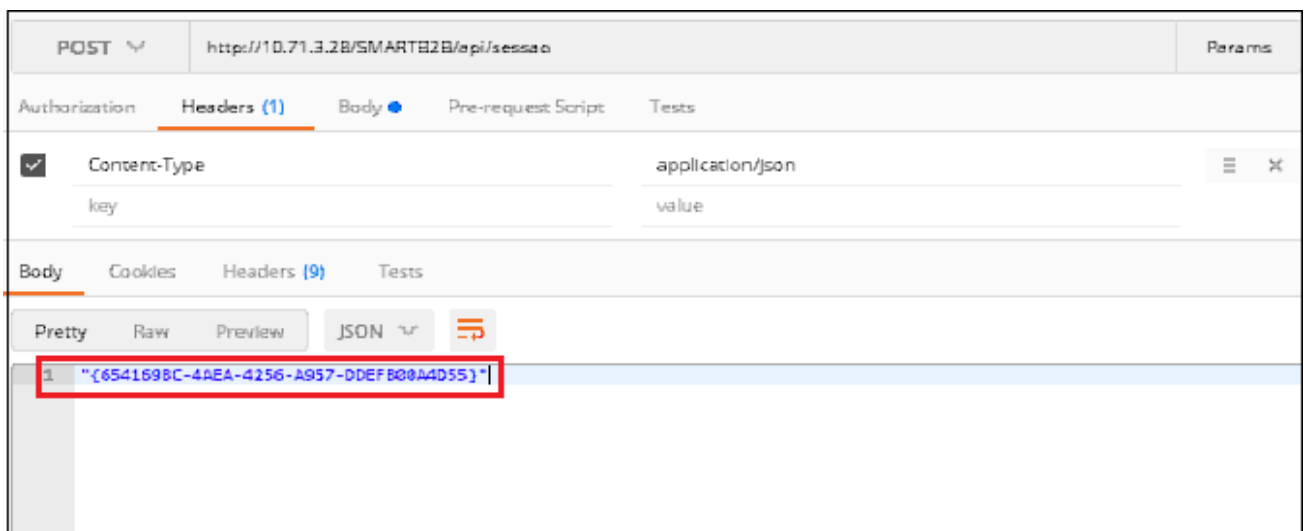 POST http://10.71.3.28/SMARTB2B/api/sessao Params
Authorization Headers (1) Body Pre-request Script Tests
Content-Type application/json
key value
Body Cookies Headers (9) Tests
Pretty Raw Preview JSON
1 "{654169BC-4AEA-4256-A957-DDEFB00A4D55}"